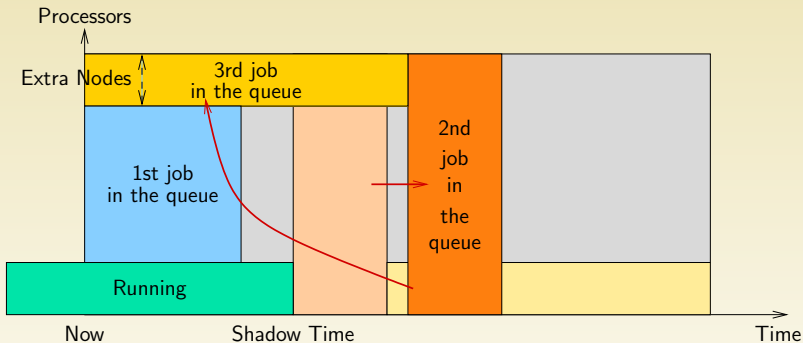 Processors
Extra Nodes
3rd job
in the queue
1st job
in the queue
2nd
job
in
the
queue
Running
Now
Shadow Time
Time